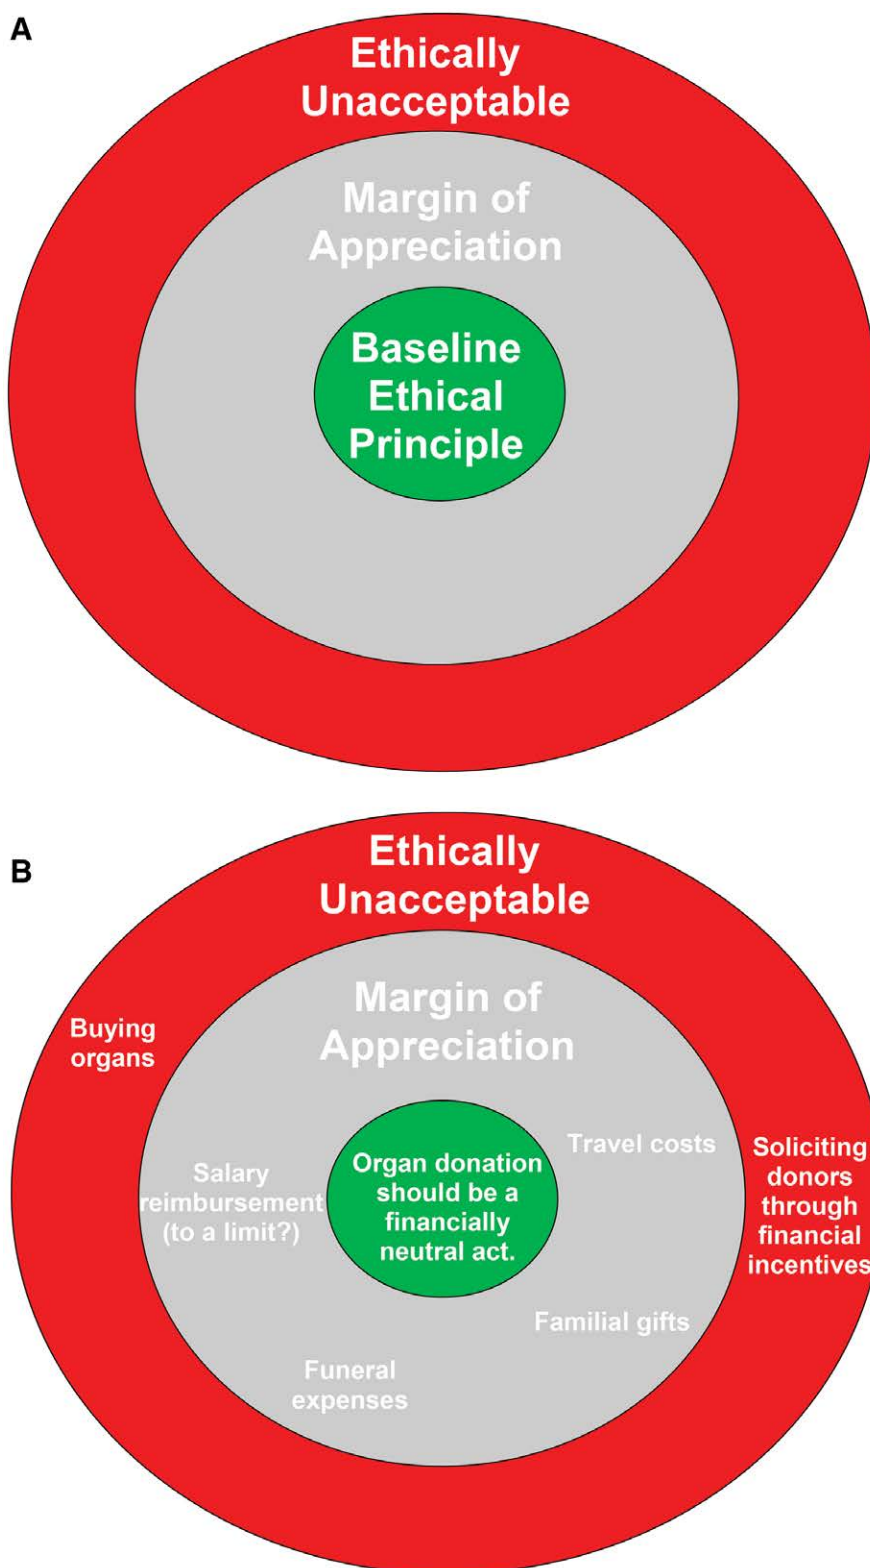 A
Ethically
Unacceptable
Margin of
Appreciation
Baseline
Ethical
Principle
B
Ethically
Unacceptable
Margin of
Appreciation
Buying
organs
Travel costs
Organ donation
should be a
financially
neutral act.
Salary
reimbursement
(to a limit?)
Soliciting
donors
through
financial
incentives
Familial gifts
Funeral
expenses